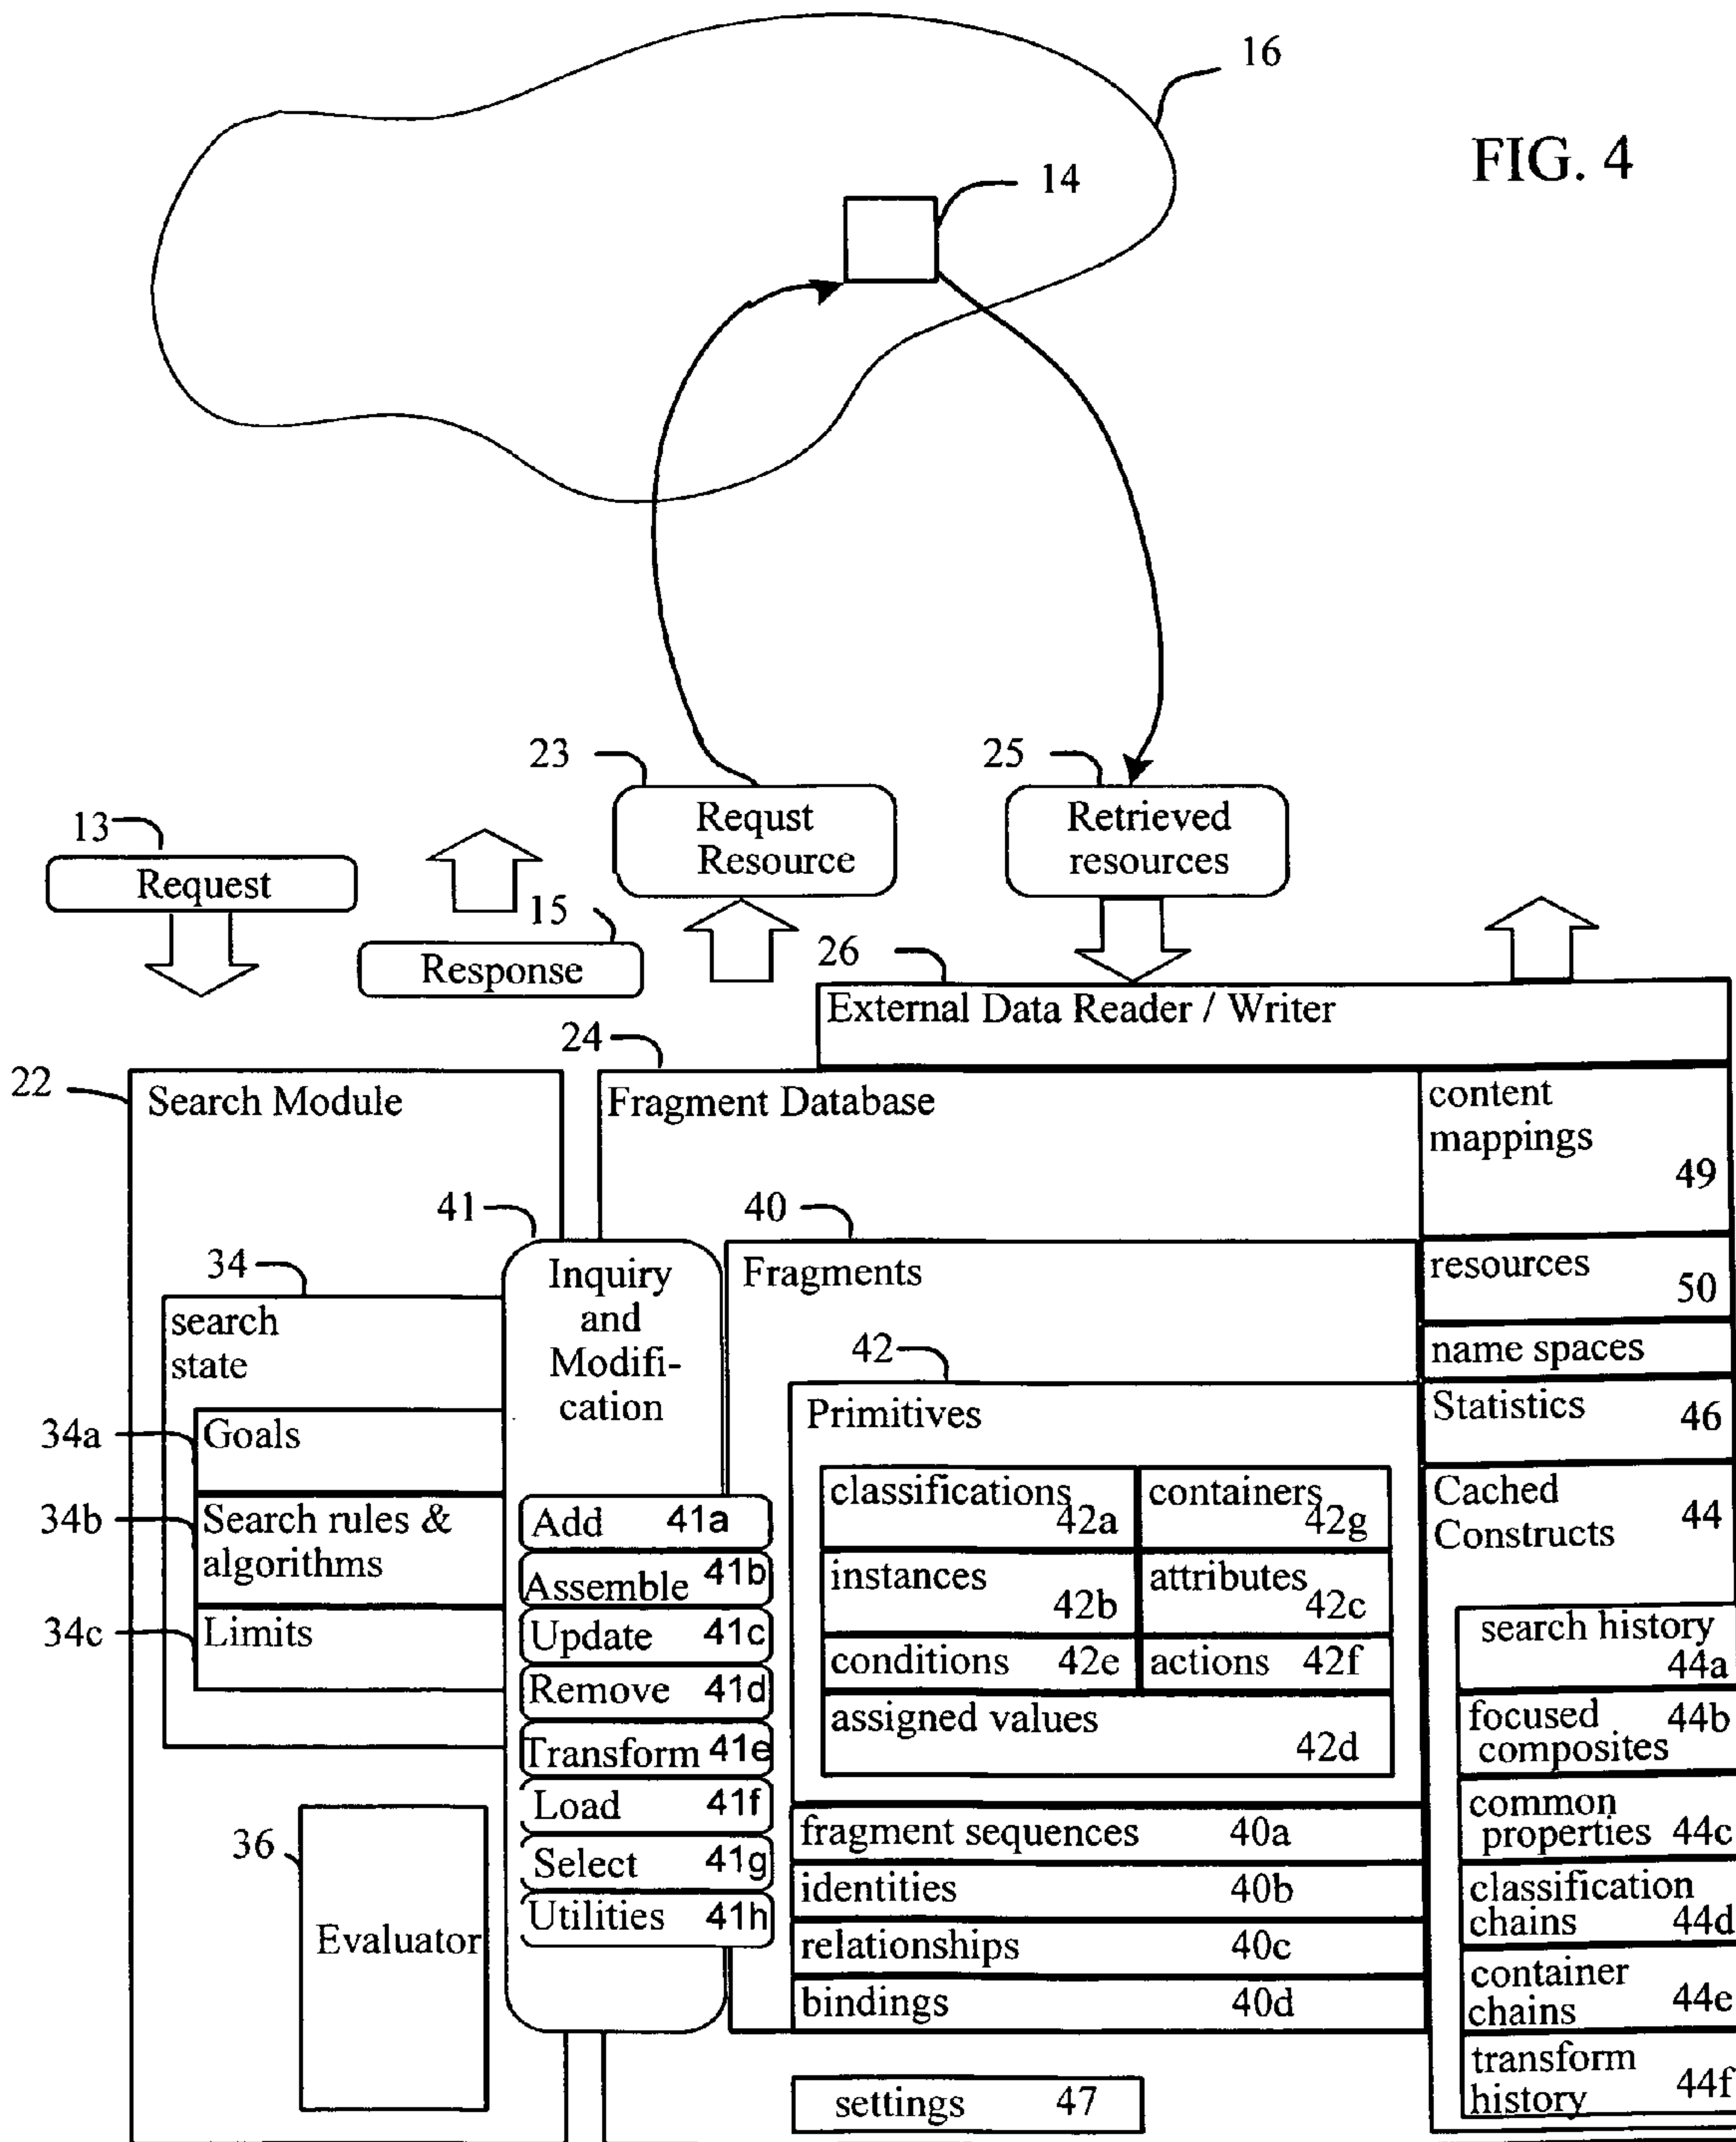 16
FIG. 4
14
23
25
Requst
Resource
Retrieved
resources
13
Request
15
Response
26
External Data Reader / Writer
24
22
Search Module
Fragment Database
content
mappings
49
41
40
34
Inquiry
and
Modifi-
cation
Fragments
resources
50
search
state
42
name spaces
Primitives
Statistics
46
34a
Goals
classifications
42a
containers
42g
Cached
Constructs
44
34b
Search rules &
algorithms
Add 41a
Assemble 41b
instances
42b
attributes
42c
34c
Limits
Update 41c
search history
44a
conditions 42e
actions 42f
Remove 41d
assigned values
42d
focused
composites
44b
Transform 41e
Load 41f
common
properties 44c
36
fragment sequences 40a
Select 41g
identities 40b
classification
chains 44d
Utilities 41h
Evaluator
relationships 40c
container
chains 44e
bindings 40d
transform
history 44f
settings 47